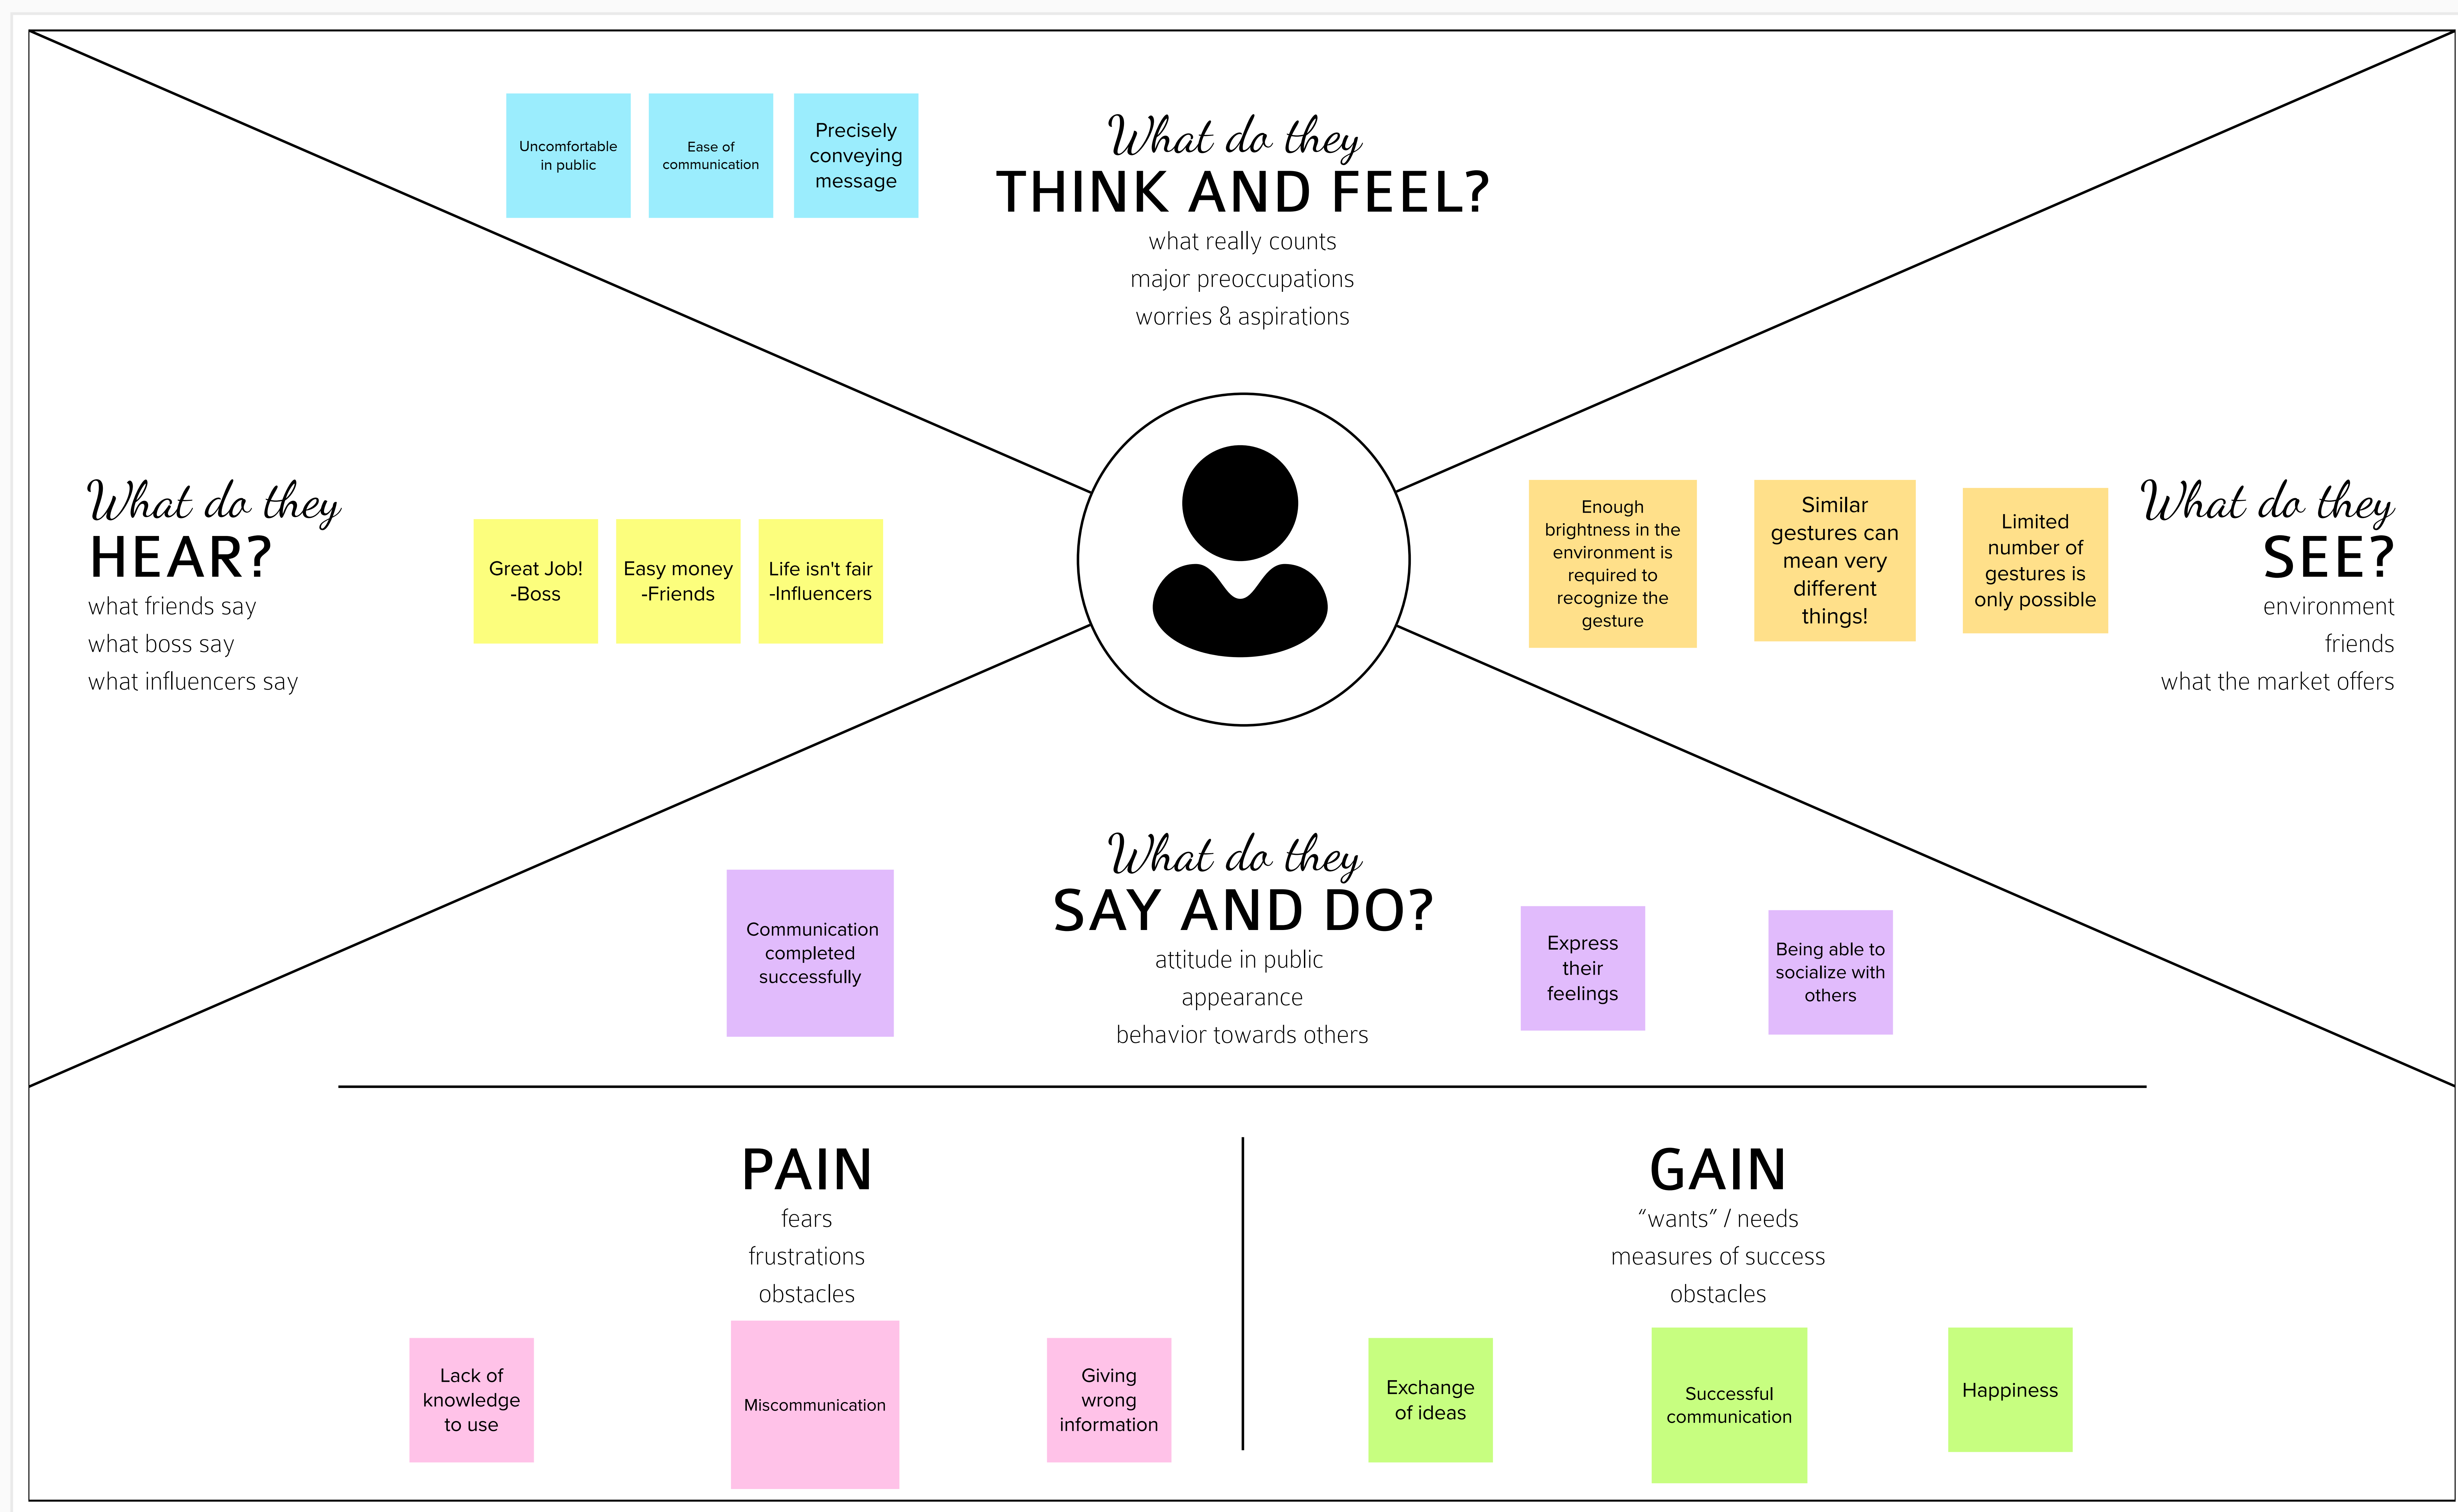 Uncomfortable
in public
Ease of
communication
Precisely
conveying
message
What do they
THINK AND FEEL?
what really counts
major preoccupations
worries & aspirations
What do they
HEAR?
what friends say
what boss say
what influencers say
Great Job!
-Boss
Easy money
-Friends
Life isn't fair
-Influencers
Enough
brightness in the
environment is
required to
recognize the
gesture
Similar
gestures can
mean very
different
things!
Limited
number of
gestures is
only possible
What do they
SEE?
environment
friends
what the market offers
Communication
completed
successfully
What do they
SAY AND DO?
attitude in public
appearance
behavior towards others
Express
their
feelings
Being able to
socialize with
others
PAIN
fears
frustrations
obstacles
Lack of
knowledge
to use
Miscommunication
Giving
wrong
information
GAIN
“wants” / needs
measures of success
obstacles
Exchange
of ideas
Successful
communication
Happiness